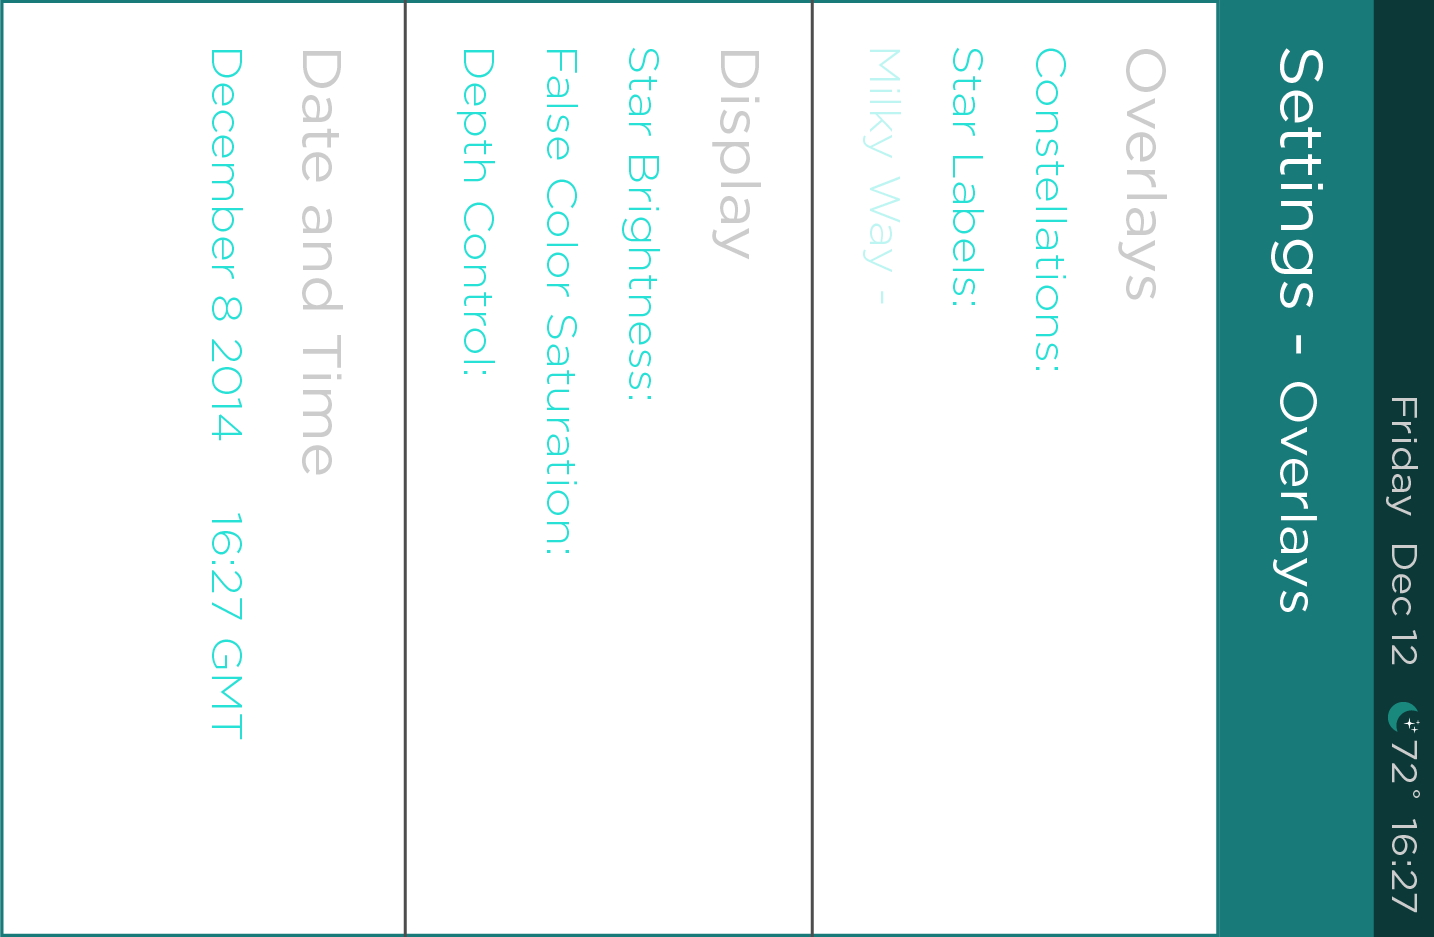 Friday Dec 12 72° 16:27
Settings - Overlays
Overlays
Constellations:
Star Labels:
Milky Way -
Display
Star Brightness:
False Color Saturation:
Depth Control:
Date and Time
December 8 2014 16:27 GMT